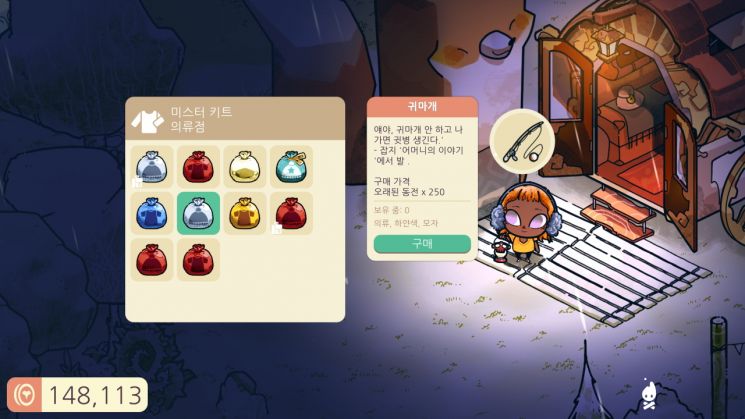 미스터 키트
의류점
귀마개
얘야, 귀마개 안 하고 나
가면 귓병 생긴다.'
- 잡지 '어머니의 이야기
'에서 발 .
구매 가격
오래된 동전 x 250
보유 중: 0
의류, 하얀색, 모자
구매
148,113